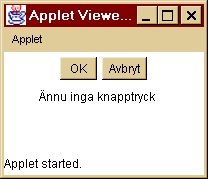 Applet Viewe...
Applet
OK Avbryt
Ännu inga knapptryck
Applet started.